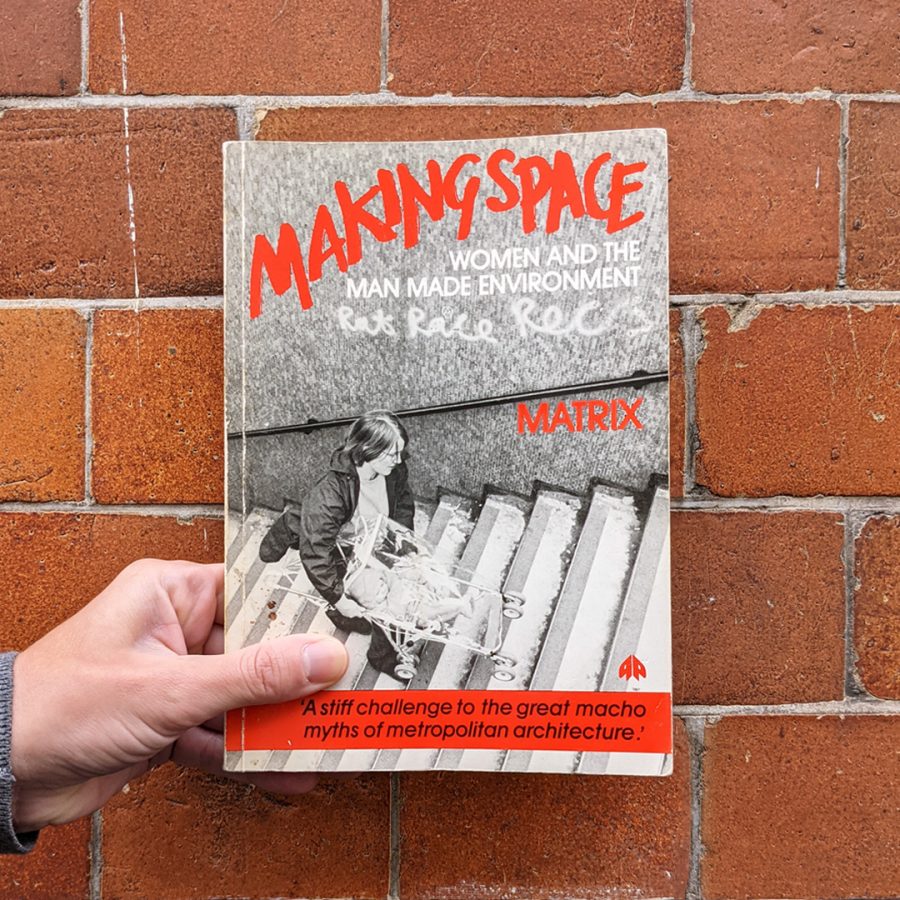 MAKING SPACE
WOMEN AND THE
MAN MADE ENVIRONMENT
Rat Race
MATRIX
'A stiff challenge to the great macho
myths of metropolitan architecture.'